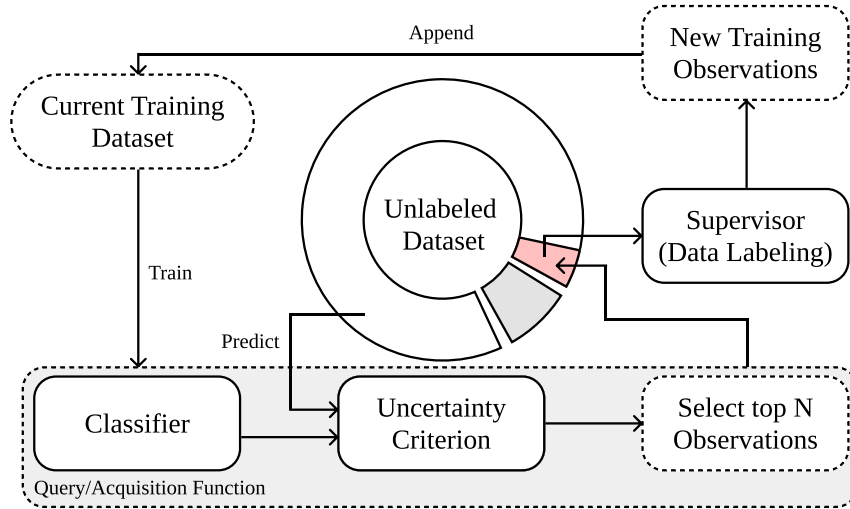 Append
New Training
Observations
Current Training
Dataset
Unlabeled
Dataset
Supervisor
(Data Labeling)
Train
Predict
Classifier
Uncertainty
Criterion
Select top N
Observations
Query/Acquisition Function